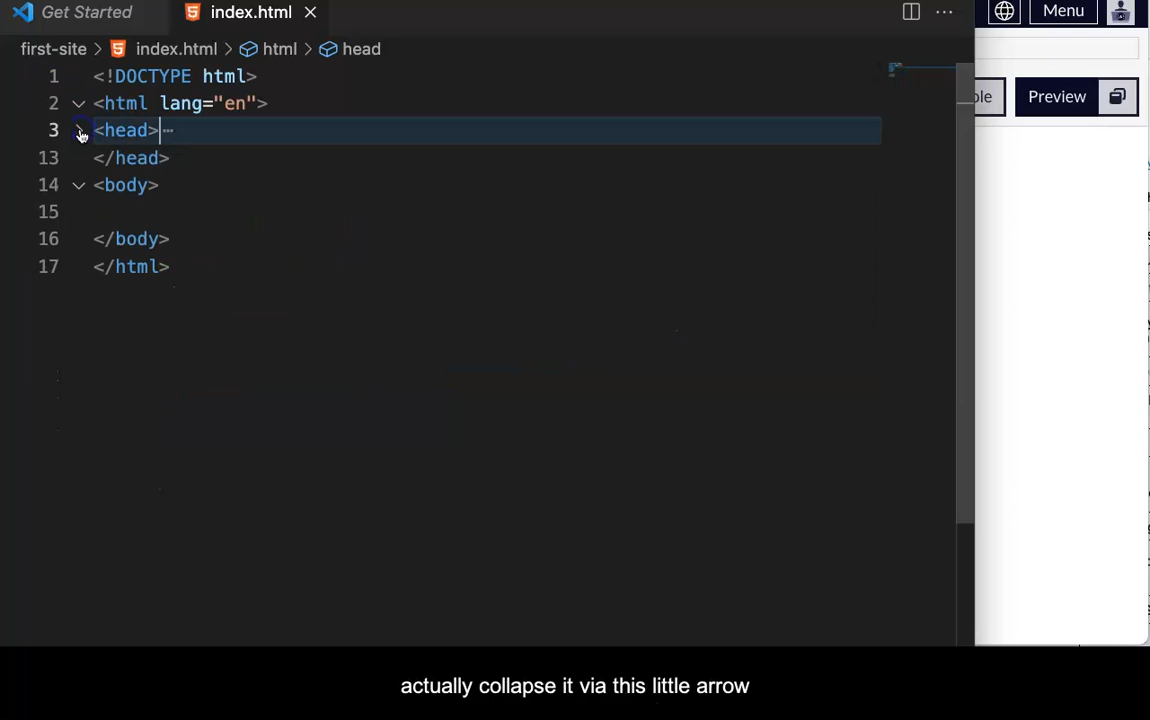 Get Started index.html Menu
first-site > index.html > html > head
ole Preview
1 <!DOCTYPE html>
2 <html lang="en">
3 <head>
13 </head>
14 <body>
15
16 </body>
17 </html>
actually collapse it via this little arrow